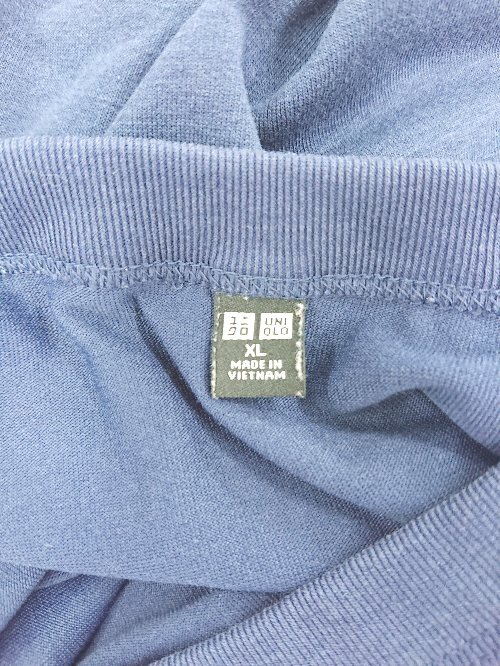 ユニ UNI
クロ QLO
XL
MADE IN
VIETNAM